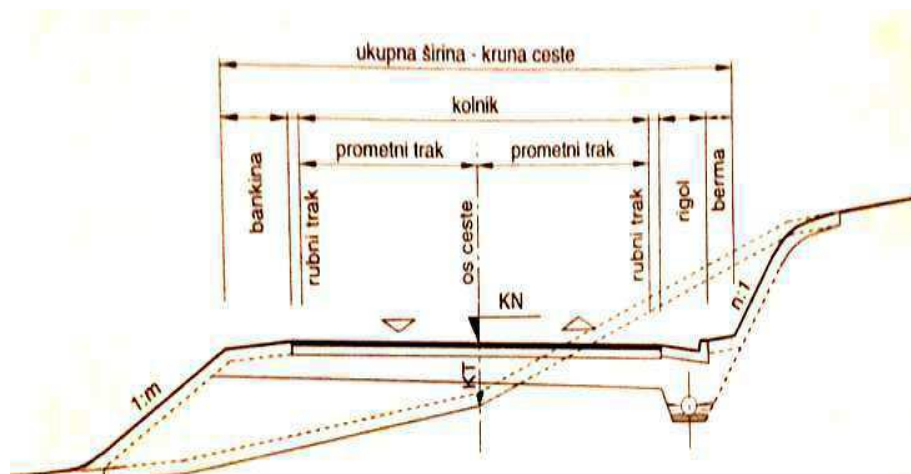 ukupna širina - kruna ceste
kolnik
prometni trak
prometni trak
bankina
rubni trak
os ceste
rubni trak
rigol
berma
KN
n:1
KT
1:m